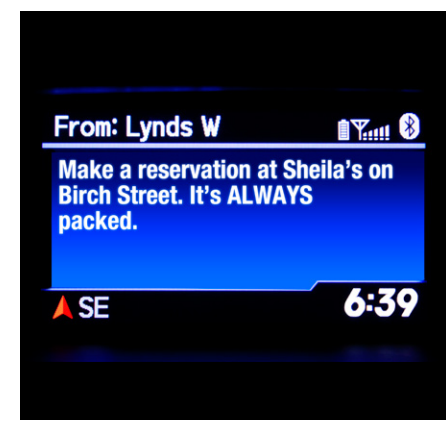 From: Lynds W
Make a reservation at Sheila's on
Birch Street. It's ALWAYS
packed.
SE
6:39